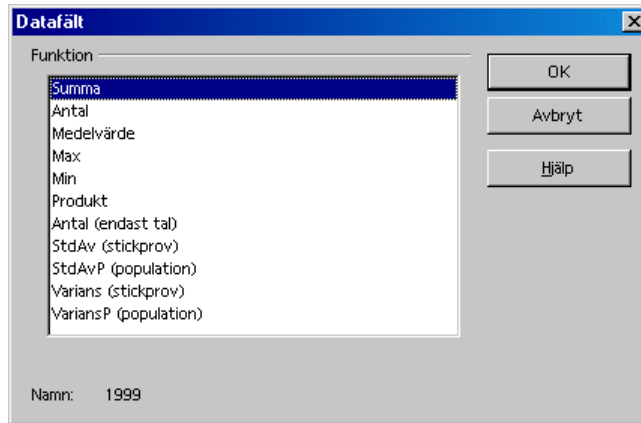 Datafält
Funktion
Summa
Antal
Medelvärde
Max
Min
Produkt
Antal (endast tal)
StdAv (stickprov)
StdAvP (population)
Varians (stickprov)
VariansP (population)
OK
Avbryt
Hjälp
Namn: 1999